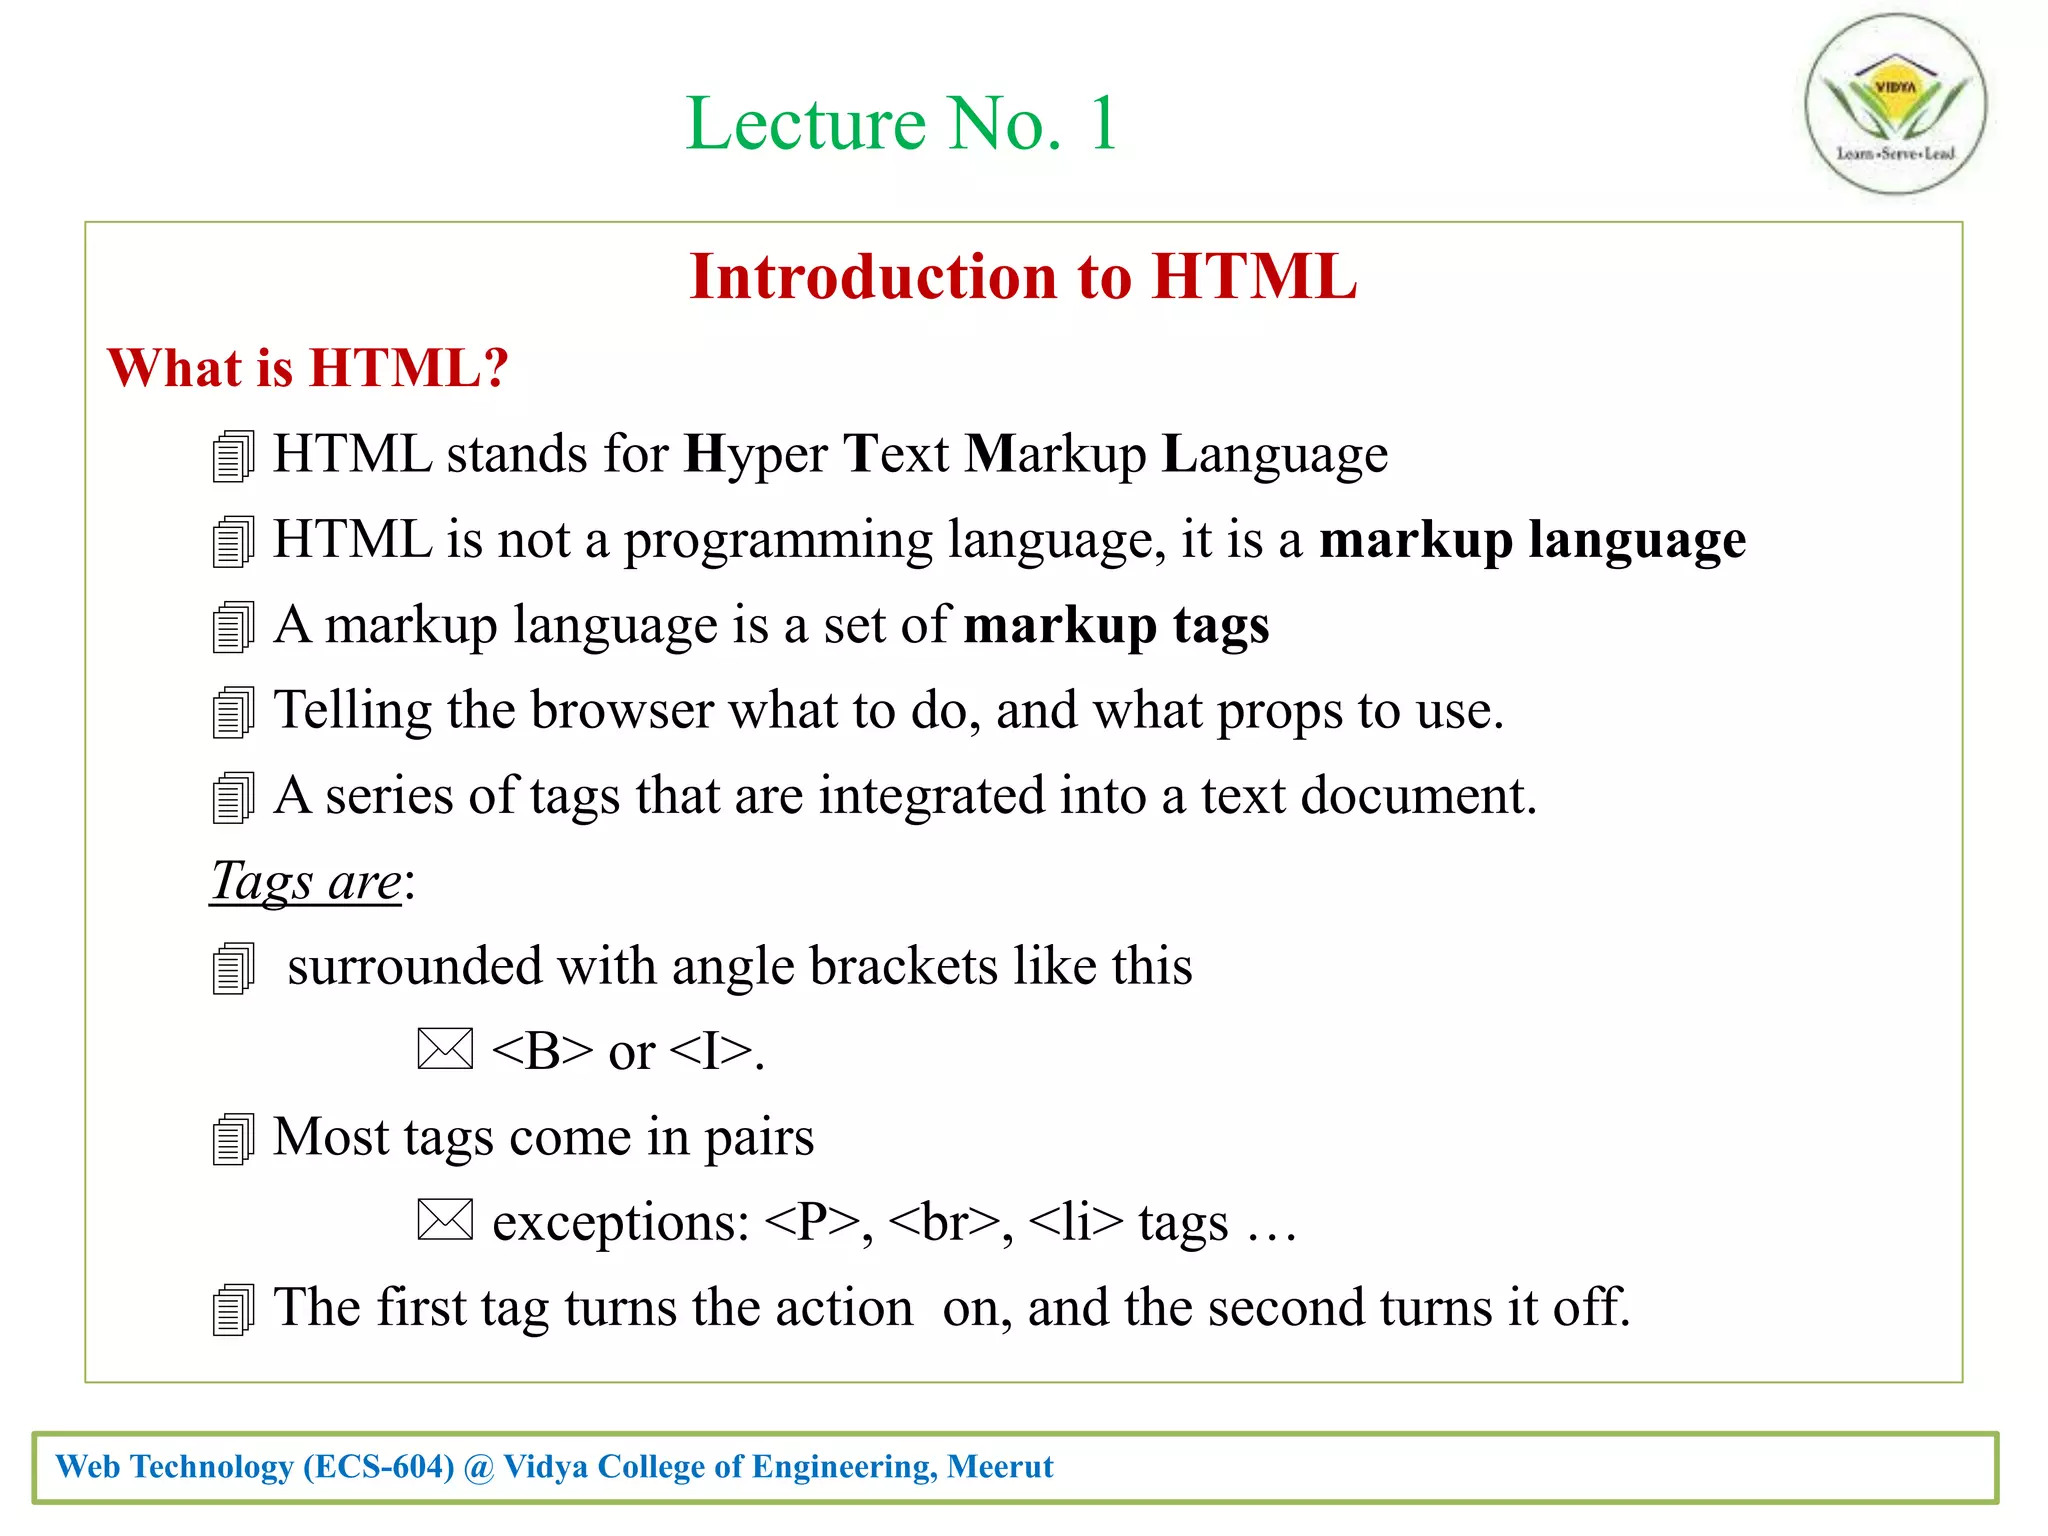 Lecture No. 1
VIDYA
Learn•Serve•Lead
Introduction to HTML
What is HTML?
HTML stands for Hyper Text Markup Language
HTML is not a programming language, it is a markup language
A markup language is a set of markup tags
Telling the browser what to do, and what props to use.
A series of tags that are integrated into a text document.
Tags are:
surrounded with angle brackets like this
<B> or <I>.
Most tags come in pairs
exceptions: <P>, <br>, <li> tags …
The first tag turns the action  on, and the second turns it off.
Web Technology (ECS-604) @ Vidya College of Engineering, Meerut